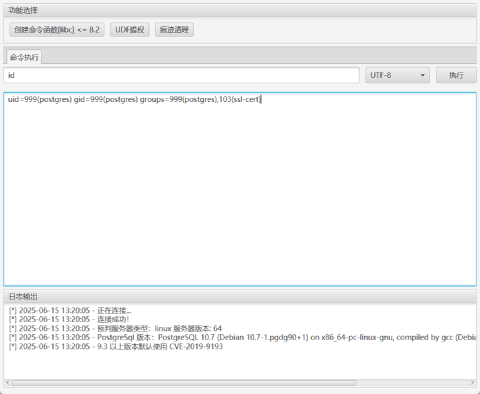 功能选择
创建命令函数[libc] <= 8.2 UDF提权 痕迹清理
命令执行
id UTF-8 执行
uid=999(postgres) gid=999(postgres) groups=999(postgres),103(ssl-cert)
日志输出
[*] 2025-06-15 13:20:05 - 正在连接...
[*] 2025-06-15 13:20:05 - 连接成功！
[*] 2025-06-15 13:20:05 - 预判服务器类型：linux 服务器版本: 64
[*] 2025-06-15 13:20:05 - PostgreSql 版本：PostgreSQL 10.7 (Debian 10.7-1.pgdg90+1) on x86_64-pc-linux-gnu, compiled by gcc (Debia
[*] 2025-06-15 13:20:05 - 9.3 以上版本默认使用 CVE-2019-9193